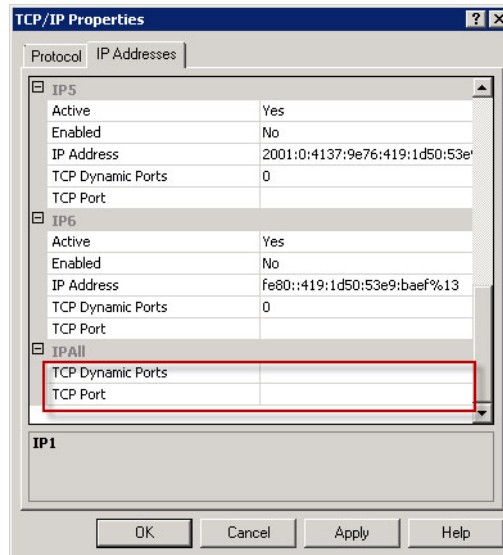 TCP/IP Properties
Protocol IP Addresses
IP5
Active Yes
Enabled No
IP Address 2001:0:4137:9e76:419:1d50:53e
TCP Dynamic Ports 0
TCP Port
IP6
Active Yes
Enabled No
IP Address fe80::419:1d50:53e9:baef%13
TCP Dynamic Ports 0
TCP Port
IPAll
TCP Dynamic Ports
TCP Port
IP1
OK Cancel Apply Help